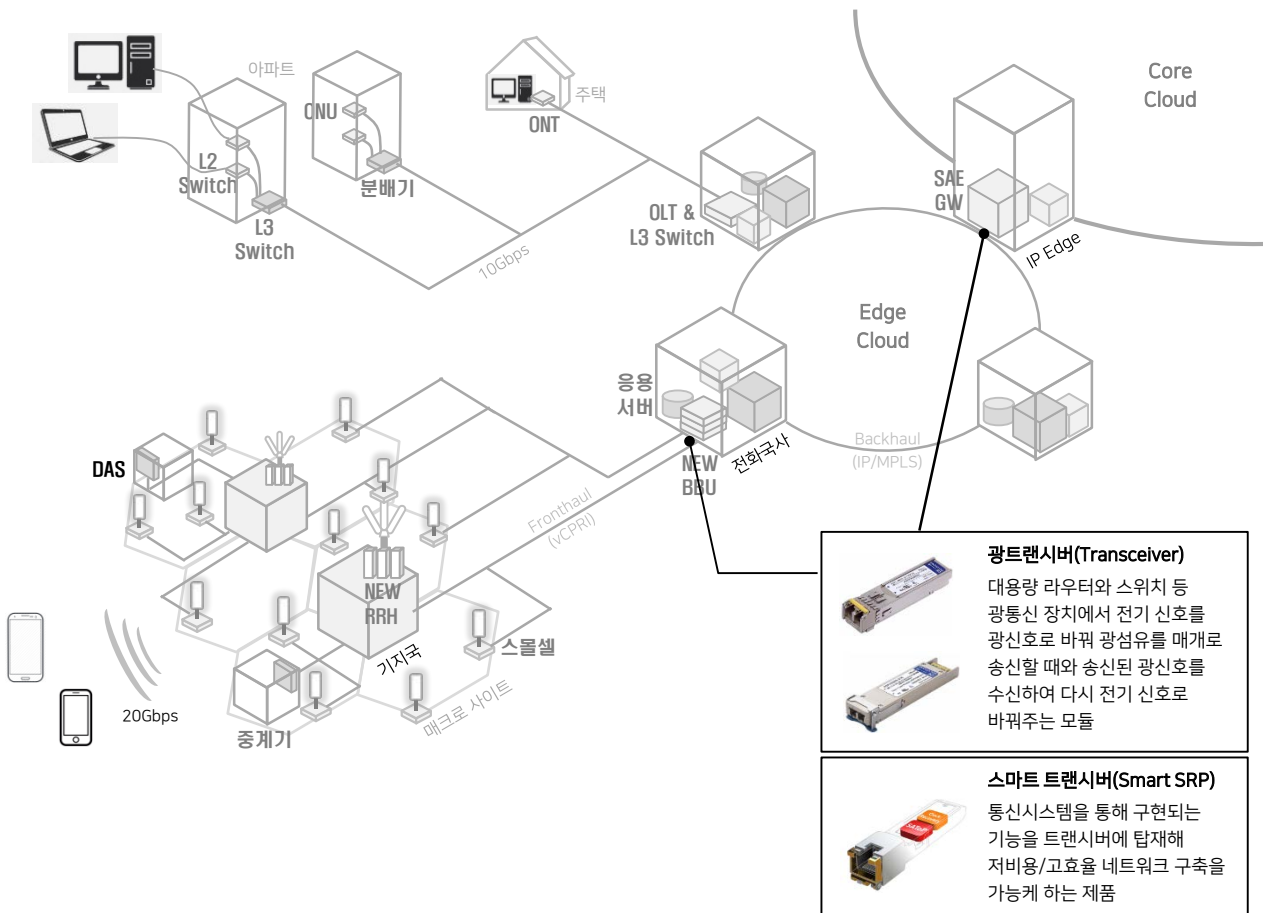 아파트
주택
ONU
ONT
L2
Switch
분배기
L3
Switch
OLT &
L3 Switch
10Gbps
SAE
GW
IP Edge
Core
Cloud
Edge
Cloud
응용
서버
NEW
BBU
전화국사
Backhaul
(IP/MPLS)
Fronthaul
(vCPRI)
DAS
NEW
RRH
기지국
스몰셀
매크로 사이트
중계기
20Gbps
광트랜시버(Transceiver)
대용량 라우터와 스위치 등
광통신 장치에서 전기 신호를
광신호로 바꿔 광섬유를 매개로
송신할 때와 송신된 광신호를
수신하여 다시 전기 신호로
바꿔주는 모듈
스마트 트랜시버(Smart SRP)
통신시스템을 통해 구현되는
기능을 트랜시버에 탑재해
저비용/고효율 네트워크 구축을
가능케 하는 제품